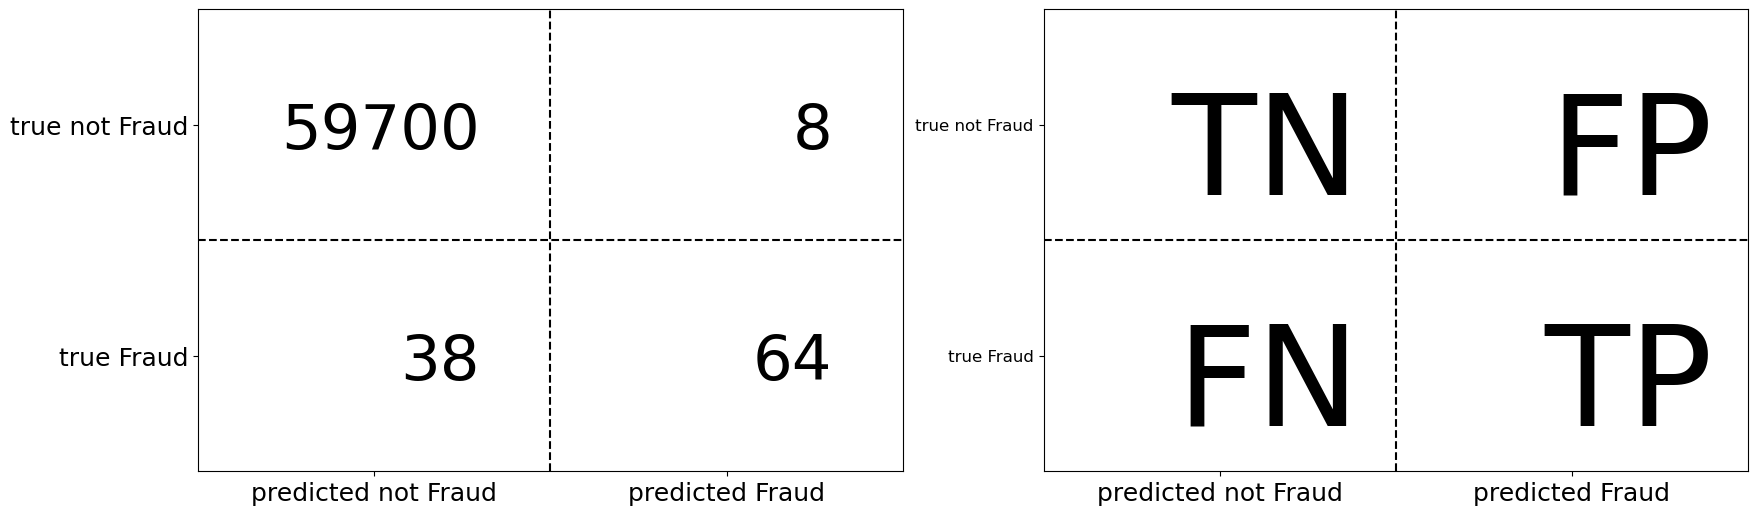 true not Fraud
59700
8
true Fraud
38
64
predicted not Fraud
predicted Fraud
true not Fraud
TN
FP
true Fraud
FN
TP
predicted not Fraud
predicted Fraud